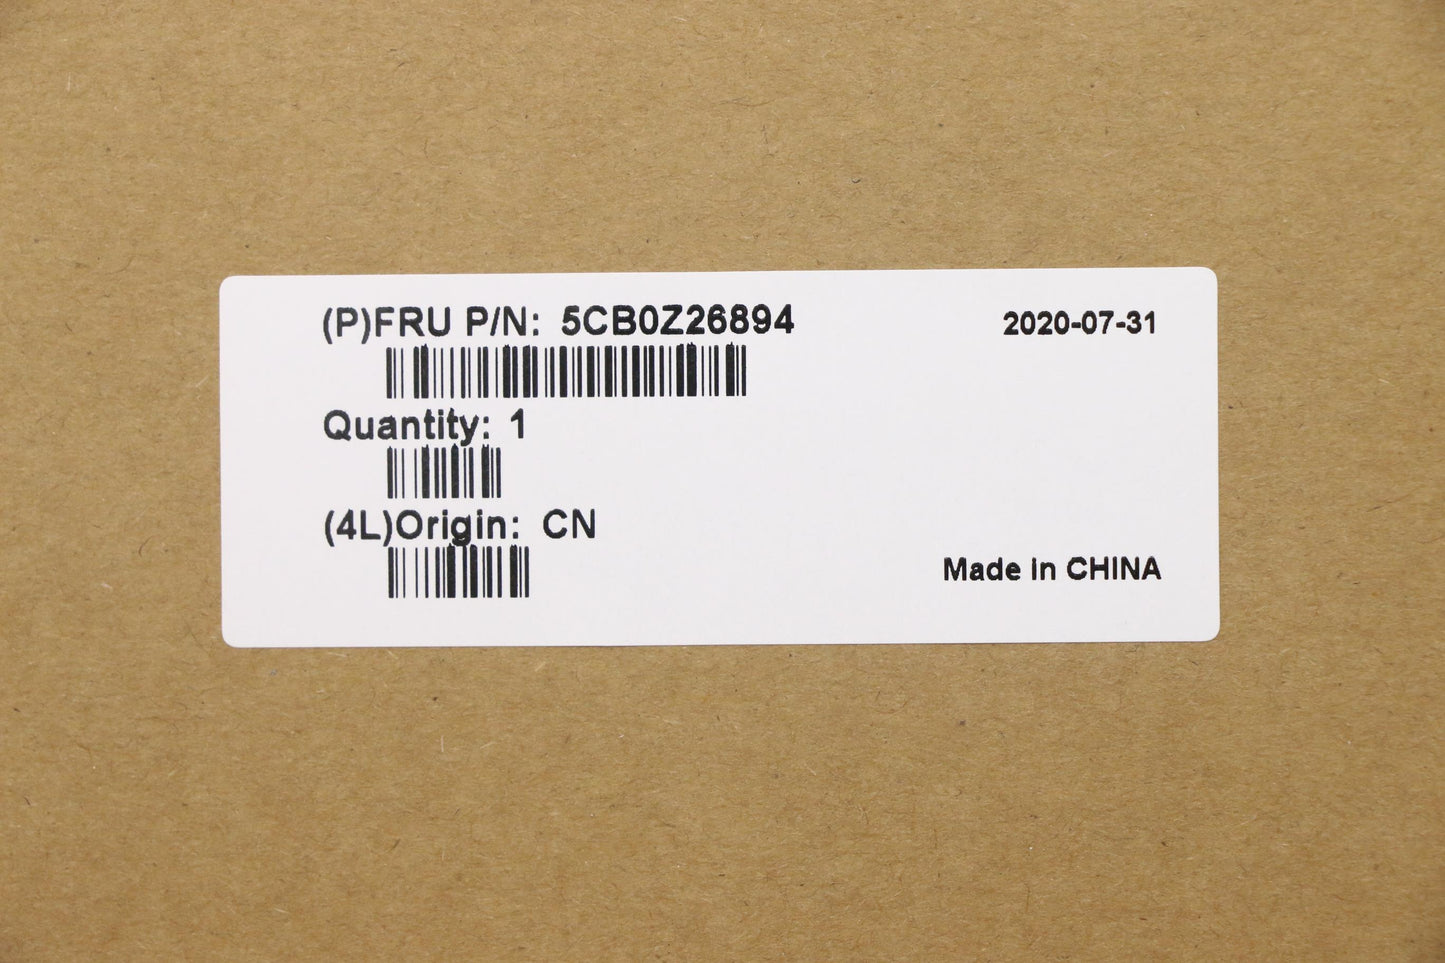 (P)FRU P/N: 5CB0Z26894
2020-07-31
Quantity: 1
(4L)Origin: CN
Made in CHINA